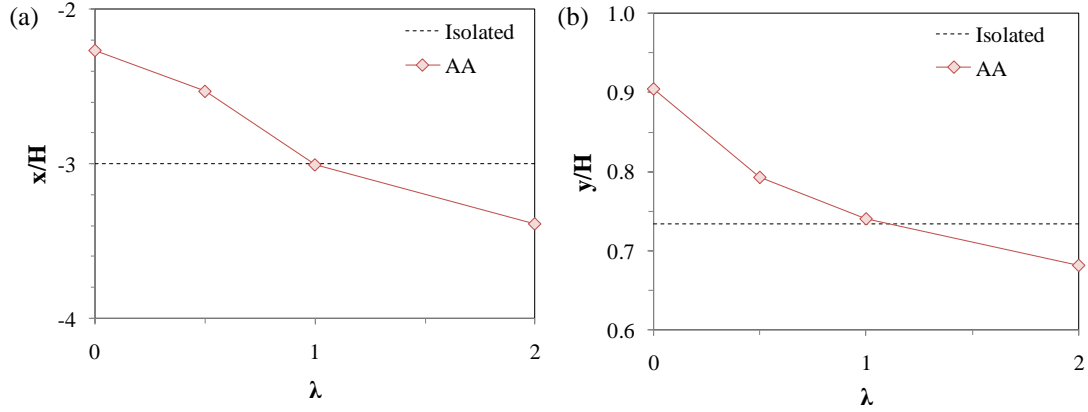 (a)
-2
Isolated
AA
x/H
-3
-4
0
1
2
λ
(b)
1.0
Isolated
AA
0.9
y/H
0.8
0.7
0.6
0
1
2
λ